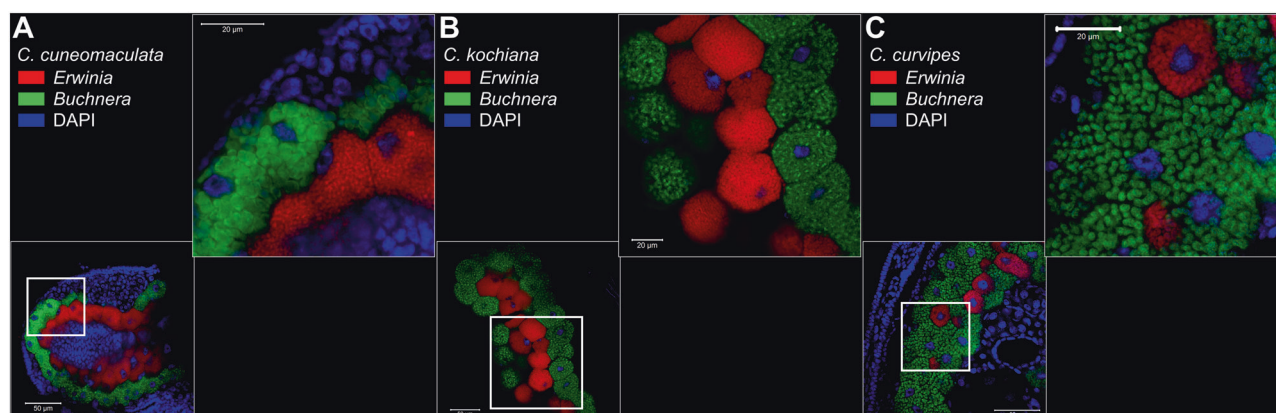 A
C. cuneomaculata
Erwinia
Buchnera
DAPI
20 µm
50 µm
B
C. kochiana
Erwinia
Buchnera
DAPI
20 µm
C
C. curvipes
Erwinia
Buchnera
DAPI
20 µm